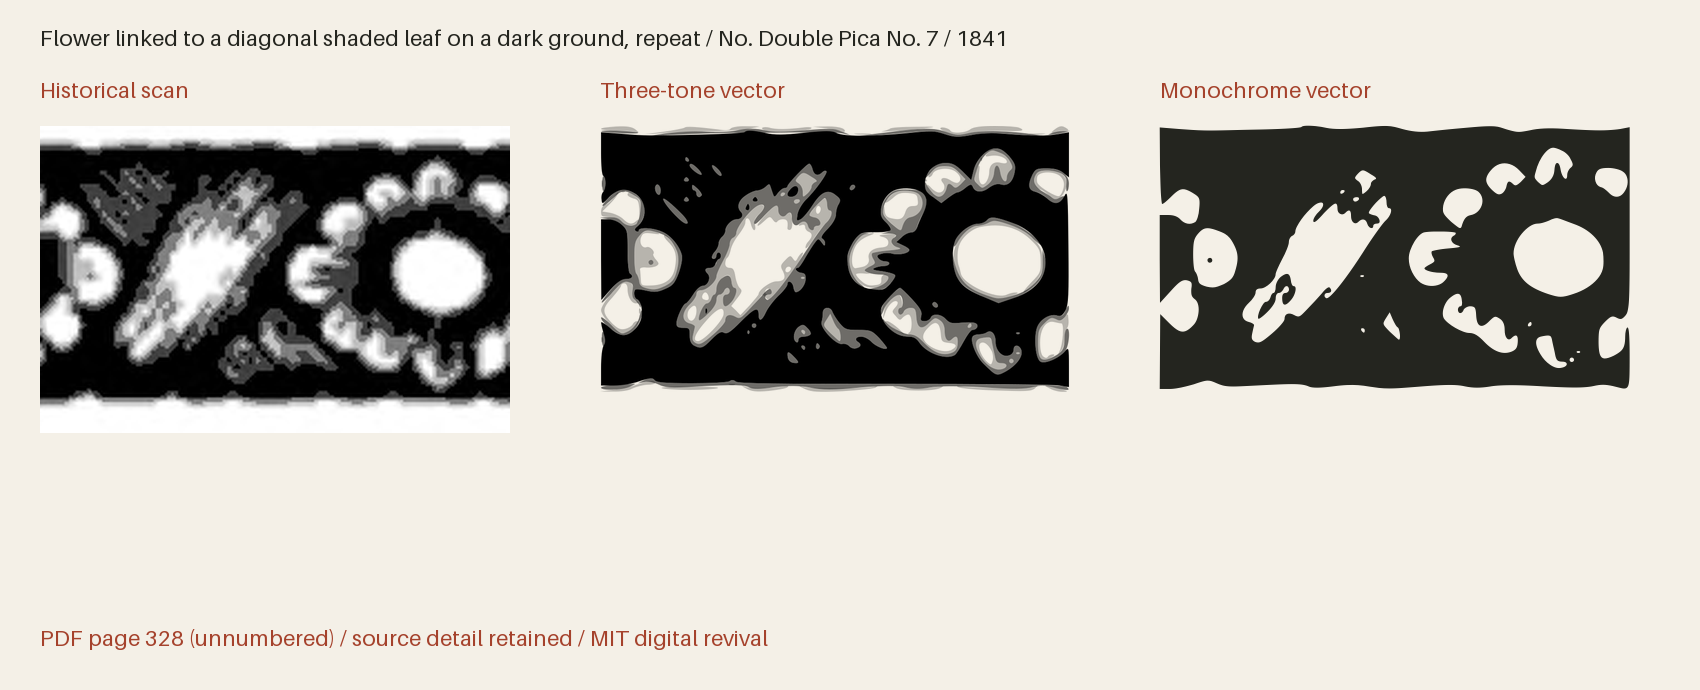 Flower linked to a diagonal shaded leaf on a dark ground, repeat / No. Double Pica No. 7 / 1841
Historical scan
Three-tone vector
Monochrome vector
PDF page 328 (unnumbered) / source detail retained / MIT digital revival